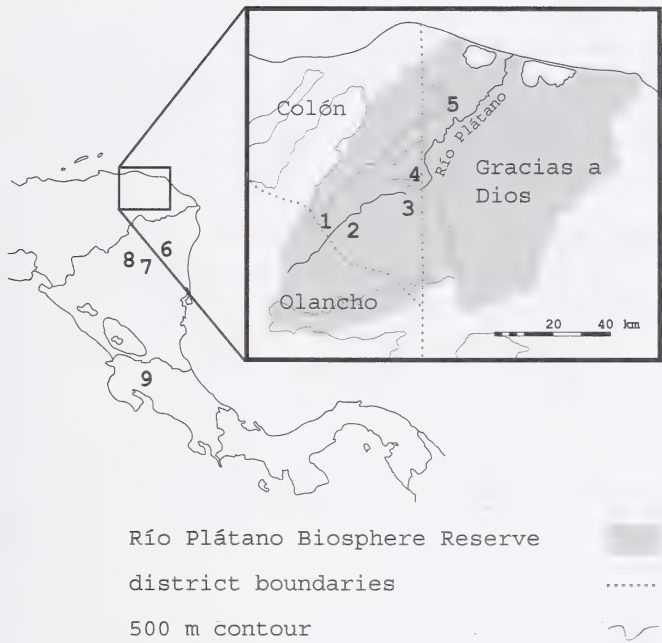 Colón
5
Río Plátano
4
Gracias a
Dios
3
1
2
Olancho
20 40 km
6
8
7
9
Río Plátano Biosphere Reserve
district boundaries
500 m contour